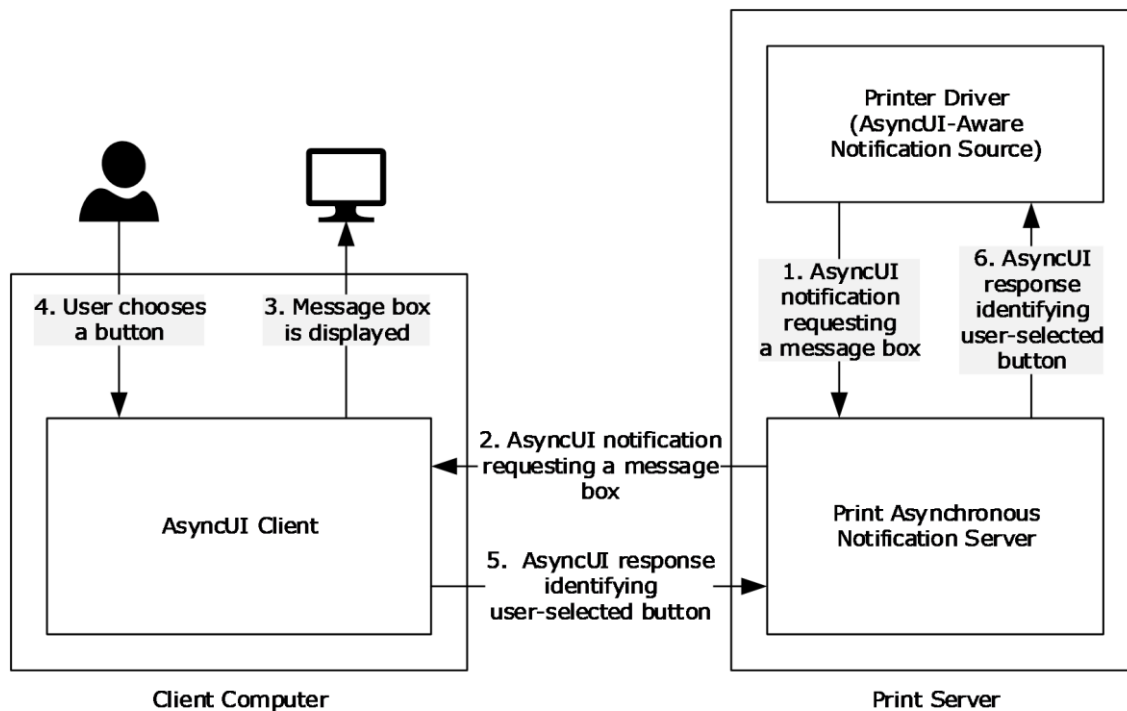 Printer Driver
(AsyncUI-Aware
Notification Source)
4. User chooses
a button
3. Message box
is displayed
1. AsyncUI
notification
requesting
a message box
6. AsyncUI
response
identifying
user-selected
button
2. AsyncUI notification
requesting a message
box
AsyncUI Client
Print Asynchronous
Notification Server
5. AsyncUI response
identifying
user-selected button
Client Computer
Print Server